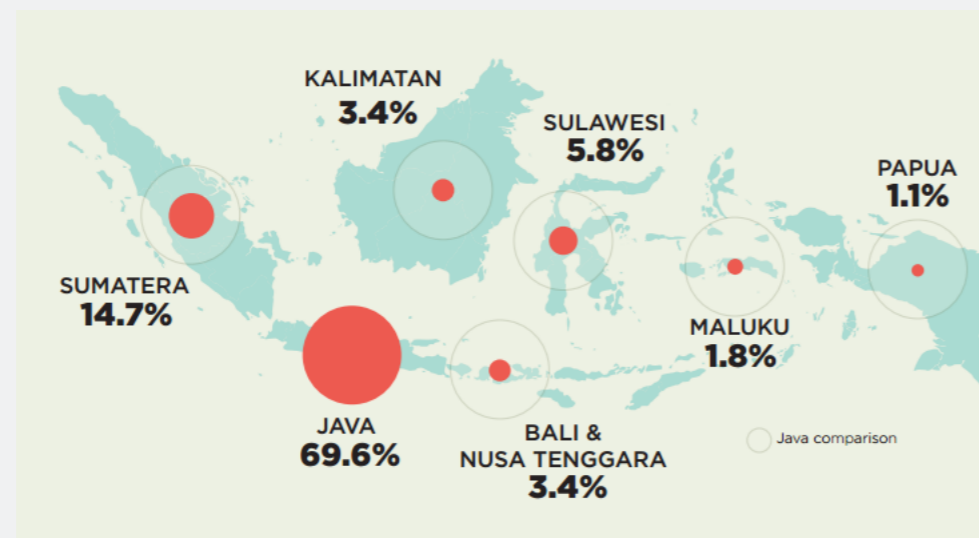 KALIMATAN
3.4%
SULAWESI
5.8%
PAPUA
1.1%
SUMATERA
14.7%
MALUKU
1.8%
JAVA
69.6%
BALI &
NUSA TENGGARA
3.4%
Java comparison